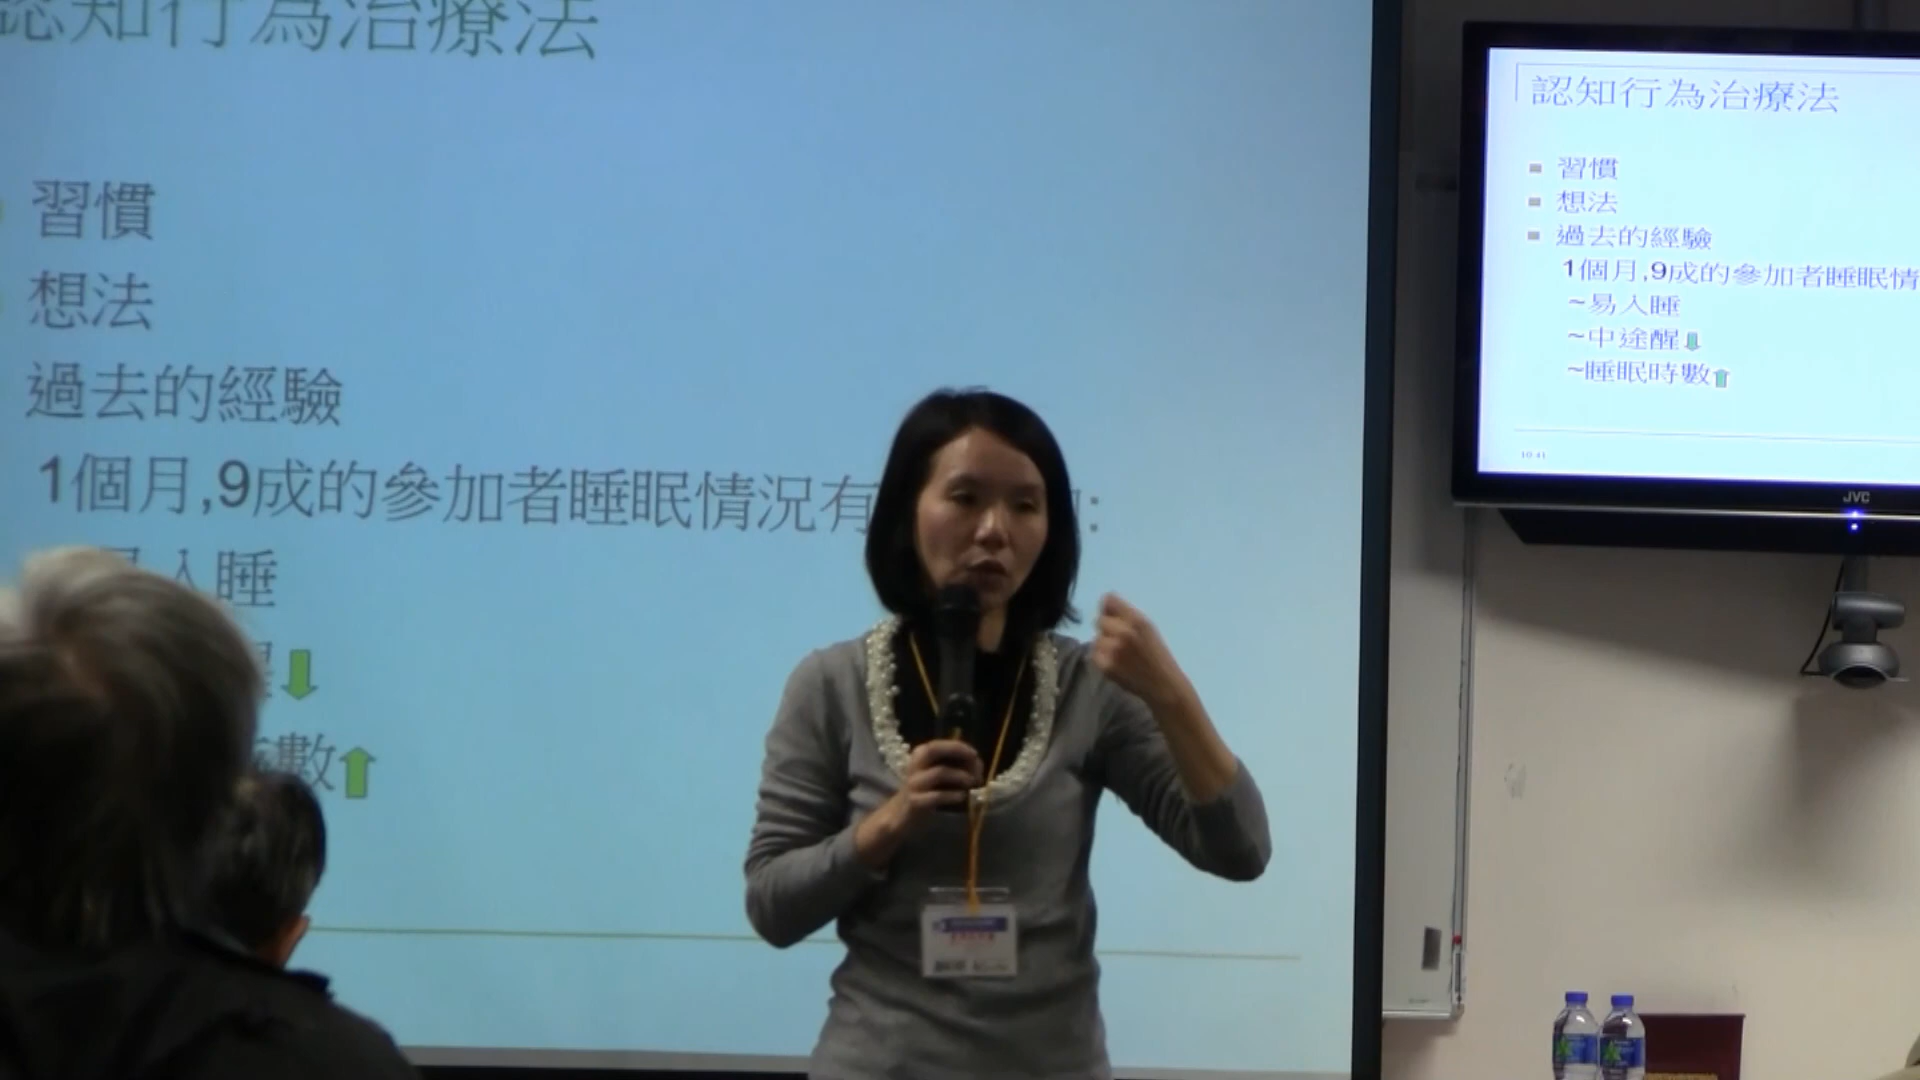 認知行為治療法
習慣
想法
過去的經驗
1個月,9成的參加者睡眠情況有
入睡
數
認知行為治療法
習慣
想法
過去的經驗
1個月,9成的參加者睡眠情
~易入睡
~中途醒
~睡眠時數
10:41
JVC